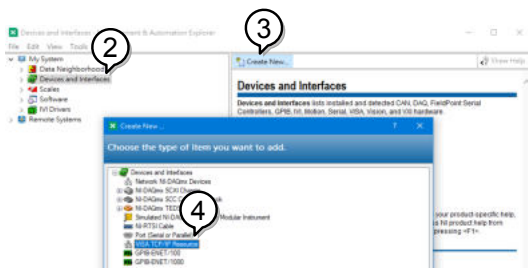 Devices and Interfaces - Measurement & Automation Explorer
File Edit View Tools
2
3
My System
Data Neighborhood
Devices and Interfaces
Scales
Software
IVI Drivers
Remote Systems
Create New...
Show Help
Devices and Interfaces
Devices and Interfaces lists installed and detected CAN, DAQ, FieldPoint Serial
Controllers, GPIB, IVI, Motion, Serial, VISA, Vision, and VXI hardware.
Create New ...
? ×
Choose the type of item you want to add.
Devices and Interfaces
Network NI-DAQmx Devices
NI-DAQmx SCXI
NI-DAQmx SCC
NI-DAQmx TEDS
Simulated NI-DAQ Modular Instrument
NI-RTSI Cable
Port (Serial or Parallel)
VISA TCP/IP Resource
GPIB-ENET/100
GPIB-ENET/1000
4
your product-specific help,
NI product help from
pressing <F1>.